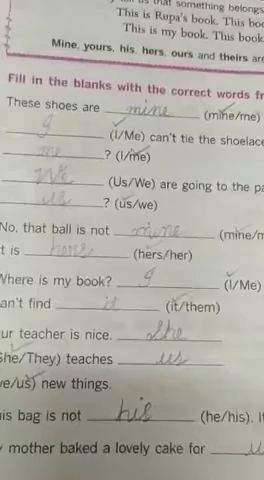 that something belongs
This is Rupa's book. This boo
This is my book. This book
Mine, yours, his, hers, ours and theirs are
Fill in the blanks with the correct words fr
These shoes are mine (mine/me)
I (I/Me) can't tie the shoelace
me ? (I/me)
We (Us/We) are going to the pa
us ? (us/we)
No, that ball is not mine (mine/m
t is hers (hers/her)
Where is my book? I (I/Me)
an't find it (it/them)
ur teacher is nice. She
She/They) teaches us
ve/us) new things.
is bag is not his (he/his). I
mother baked a lovely cake for u